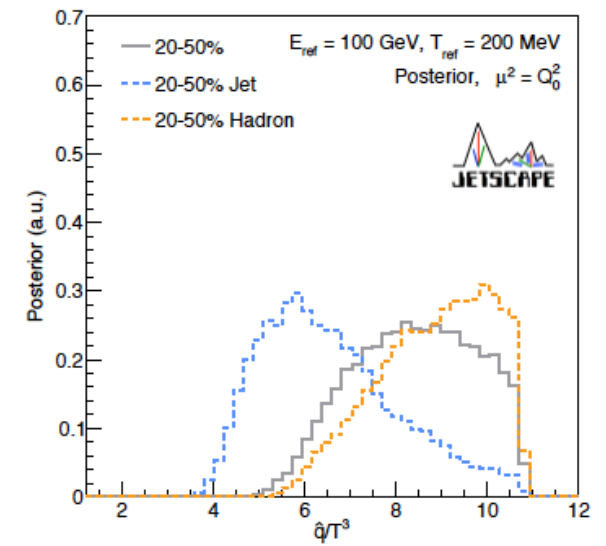 0.7
0.6
0.5
0.4
0.3
0.2
0.1
0
Posterior (a.u.)
20-50%
20-50% Jet
20-50% Hadron
E_ref = 100 GeV, T_ref = 200 MeV
Posterior, μ² = Q₀²
JETSCAPE
2 4 6 8 10 12
q̂/T³